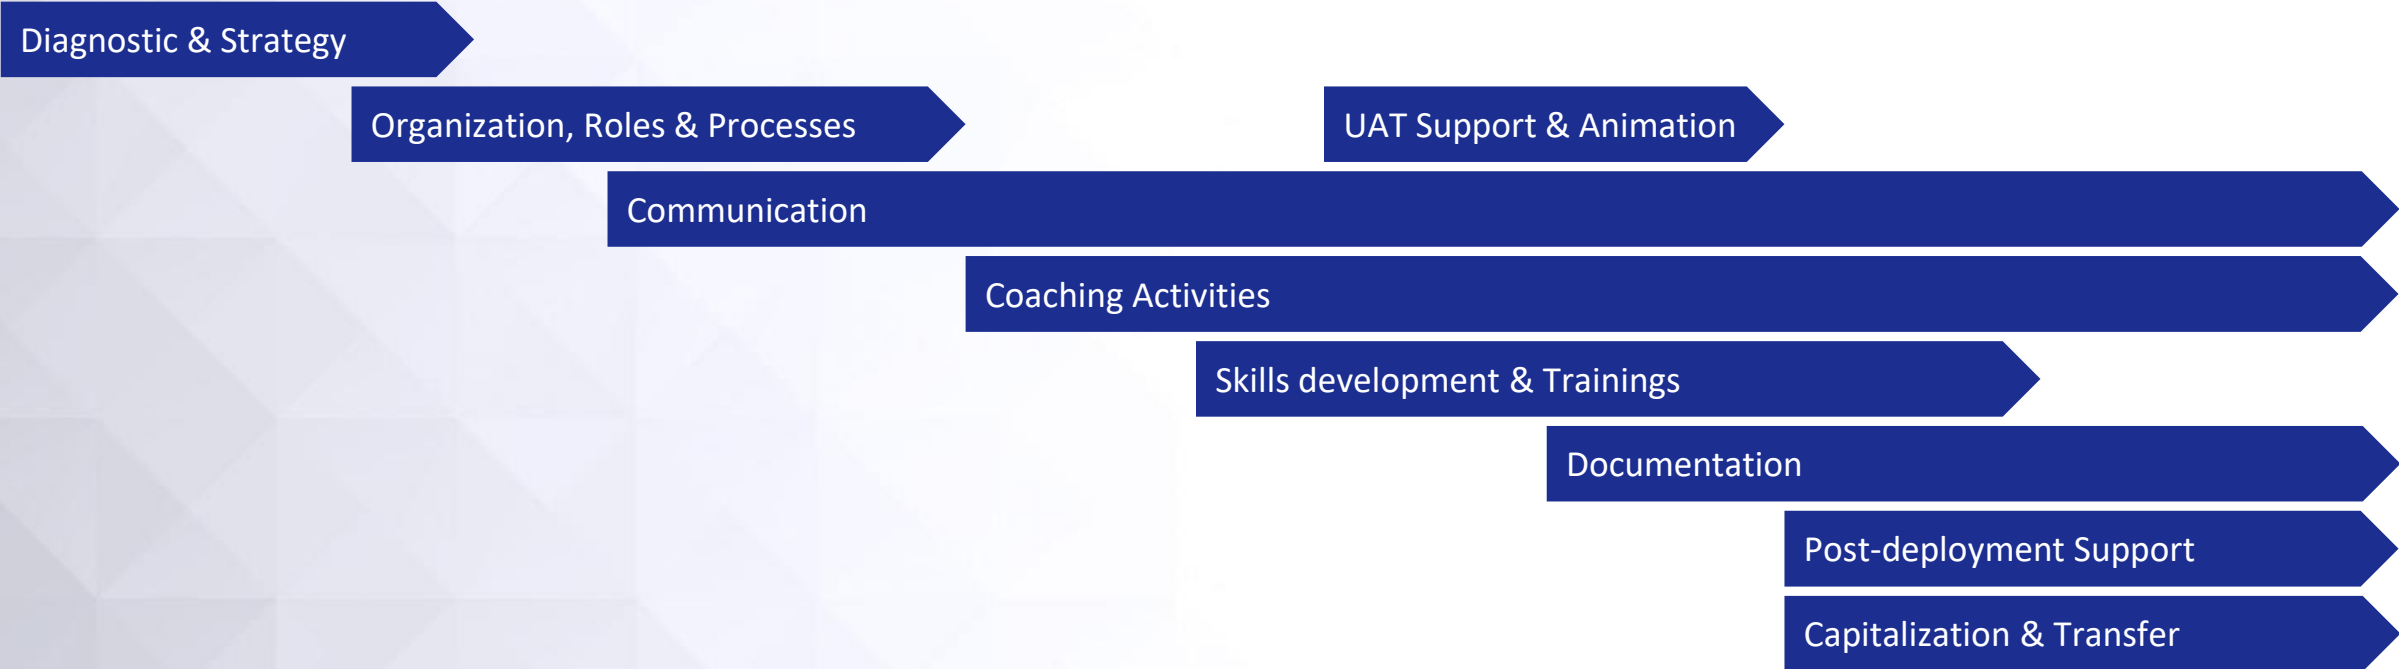 Diagnostic & Strategy
Organization, Roles & Processes
UAT Support & Animation
Communication
Coaching Activities
Skills development & Trainings
Documentation
Post-deployment Support
Capitalization & Transfer